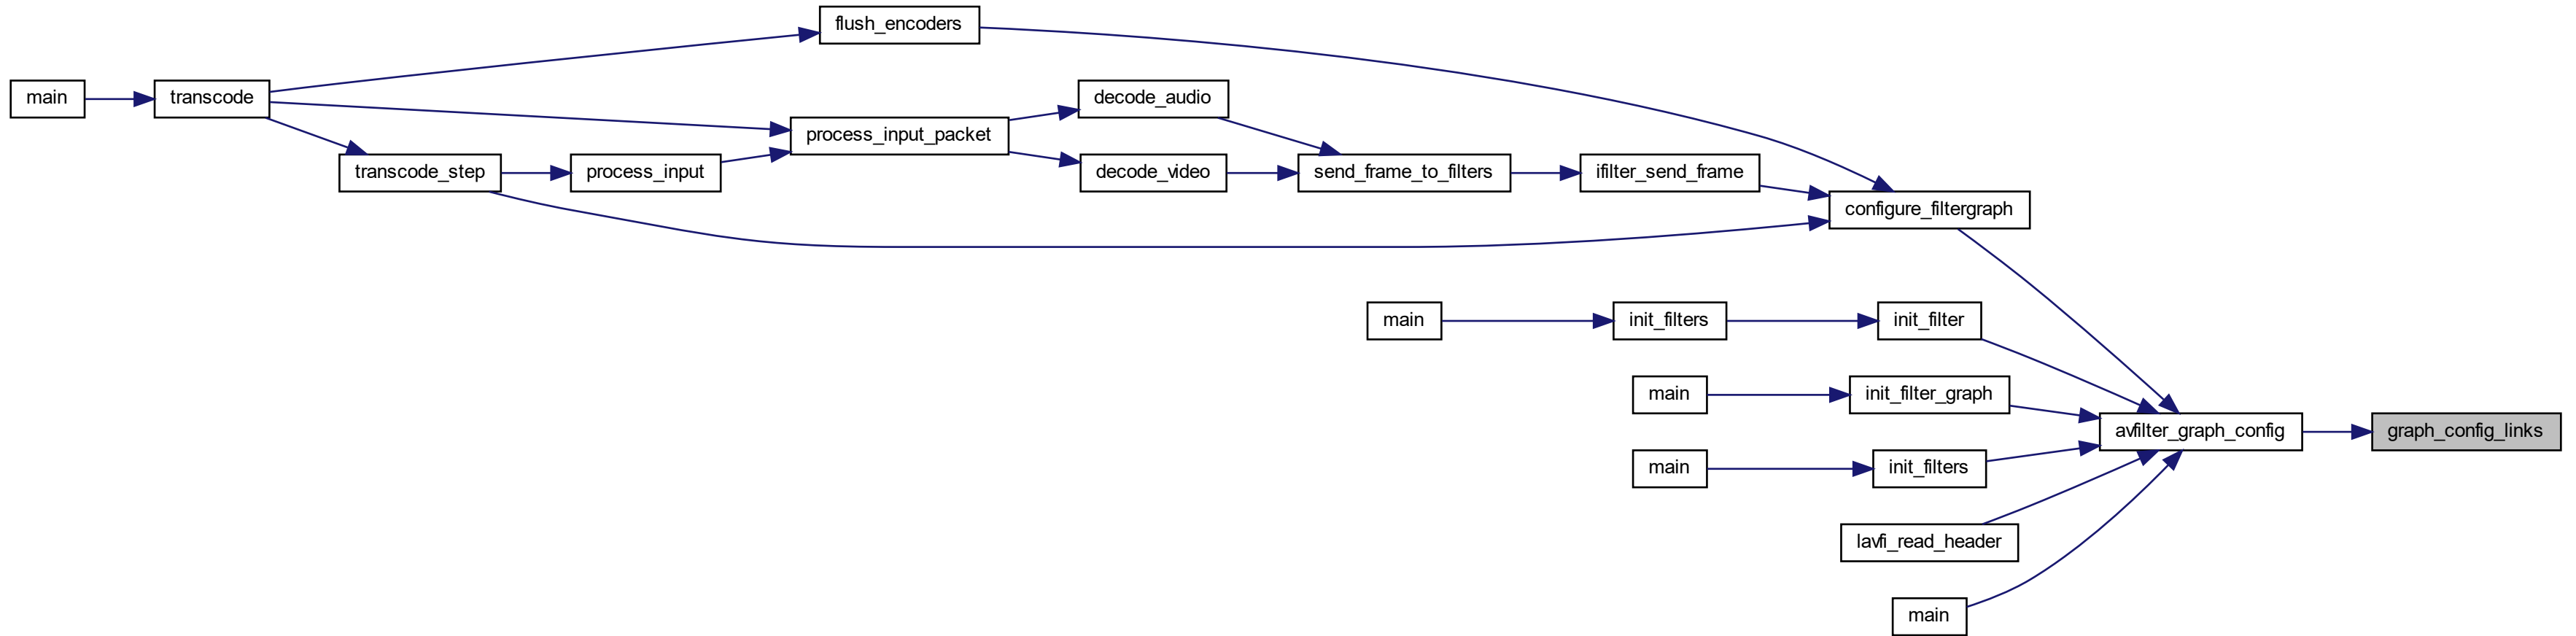 flush_encoders
main
transcode
decode_audio
process_input_packet
transcode_step
process_input
decode_video
send_frame_to_filters
ifilter_send_frame
configure_filtergraph
main
init_filters
init_filter
main
init_filter_graph
avfilter_graph_config
graph_config_links
main
init_filters
lavfi_read_header
main